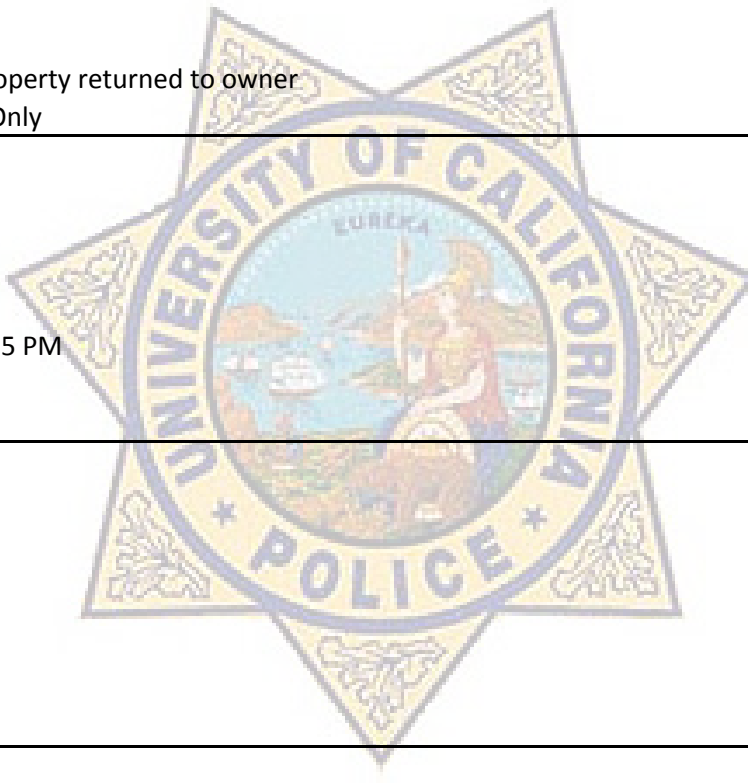 operty returned to owner
Only
UNIVERSITY OF CALIFORNIA
EUREKA
5 PM
* POLICE *